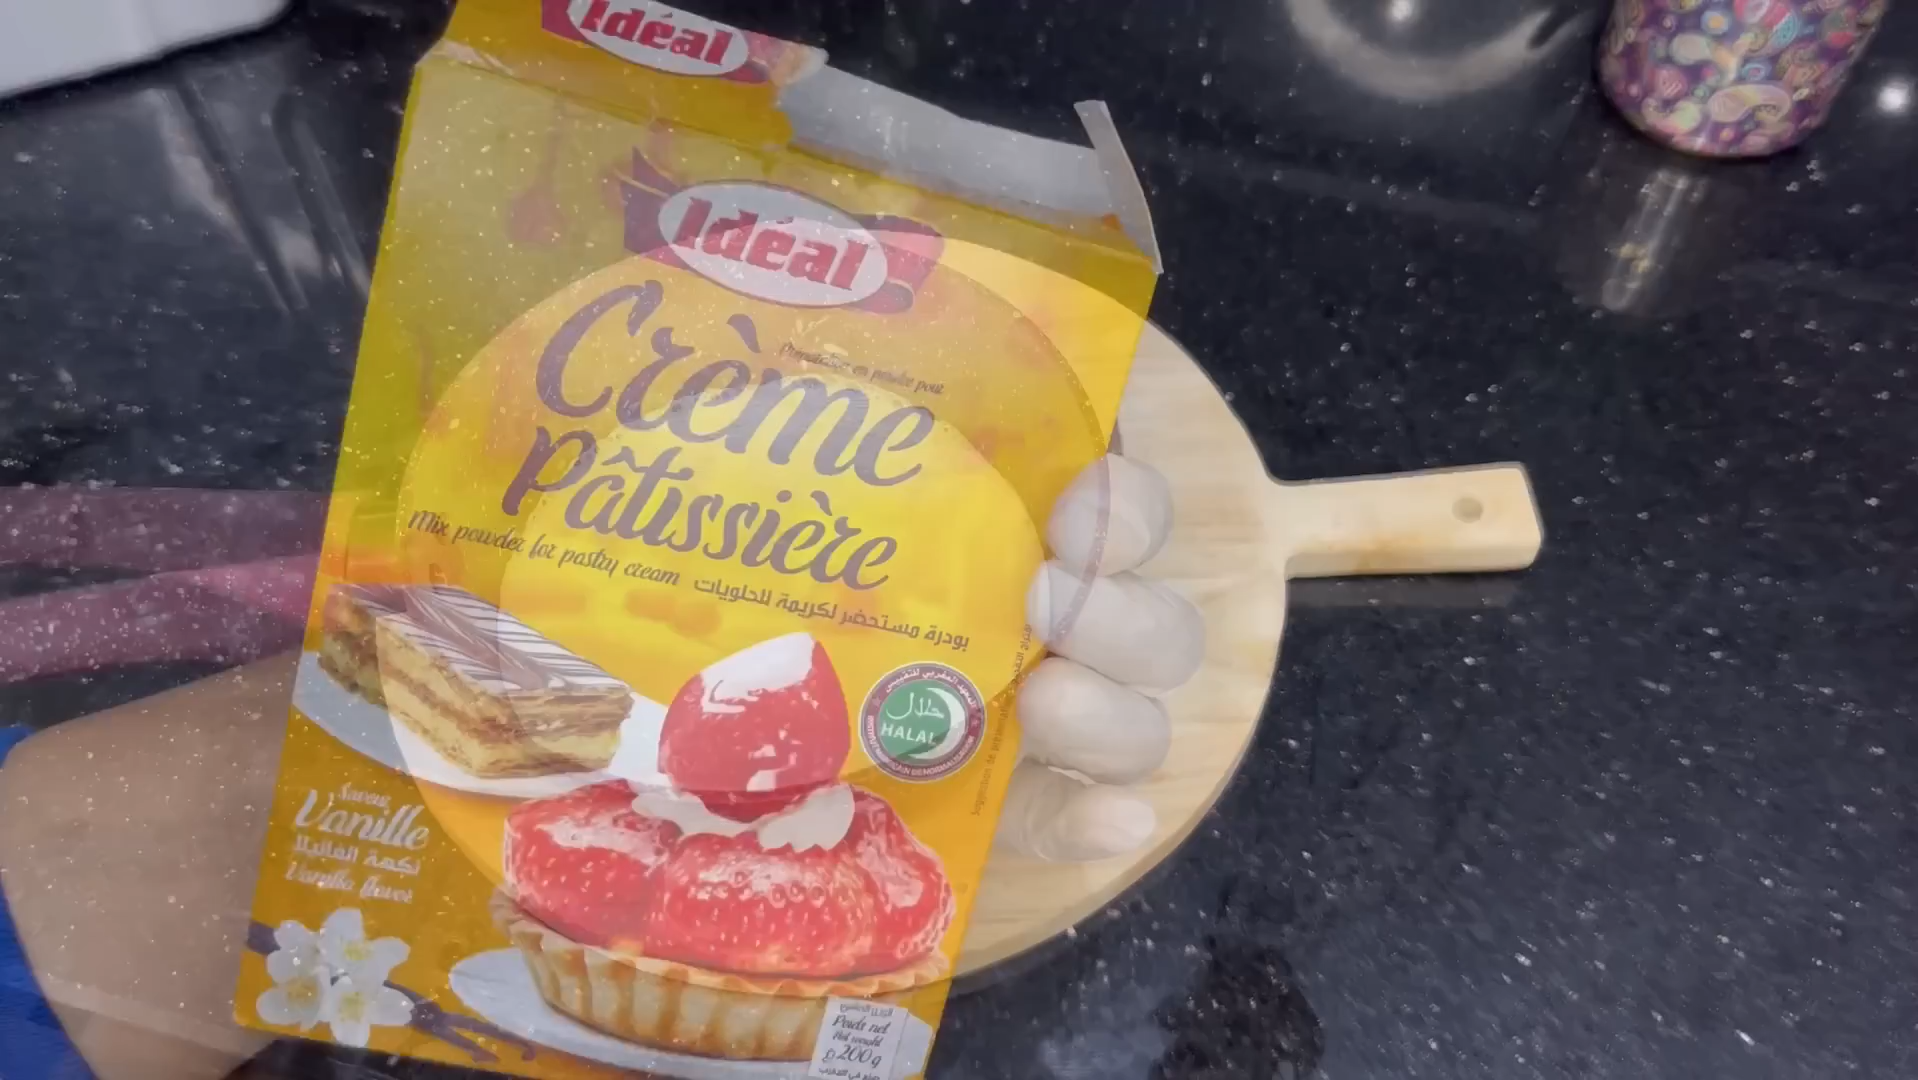 Idéal
Idéal
Préparation en poudre pour
Crème
pâtissière
Mix powder for pastry cream
بودرة مستحضر لكريمة للحلويات
حلال
HALAL
Saveur
Vanille
نكهة الفانيلا
Vanilla flavor
Poids net
Net weight
200g